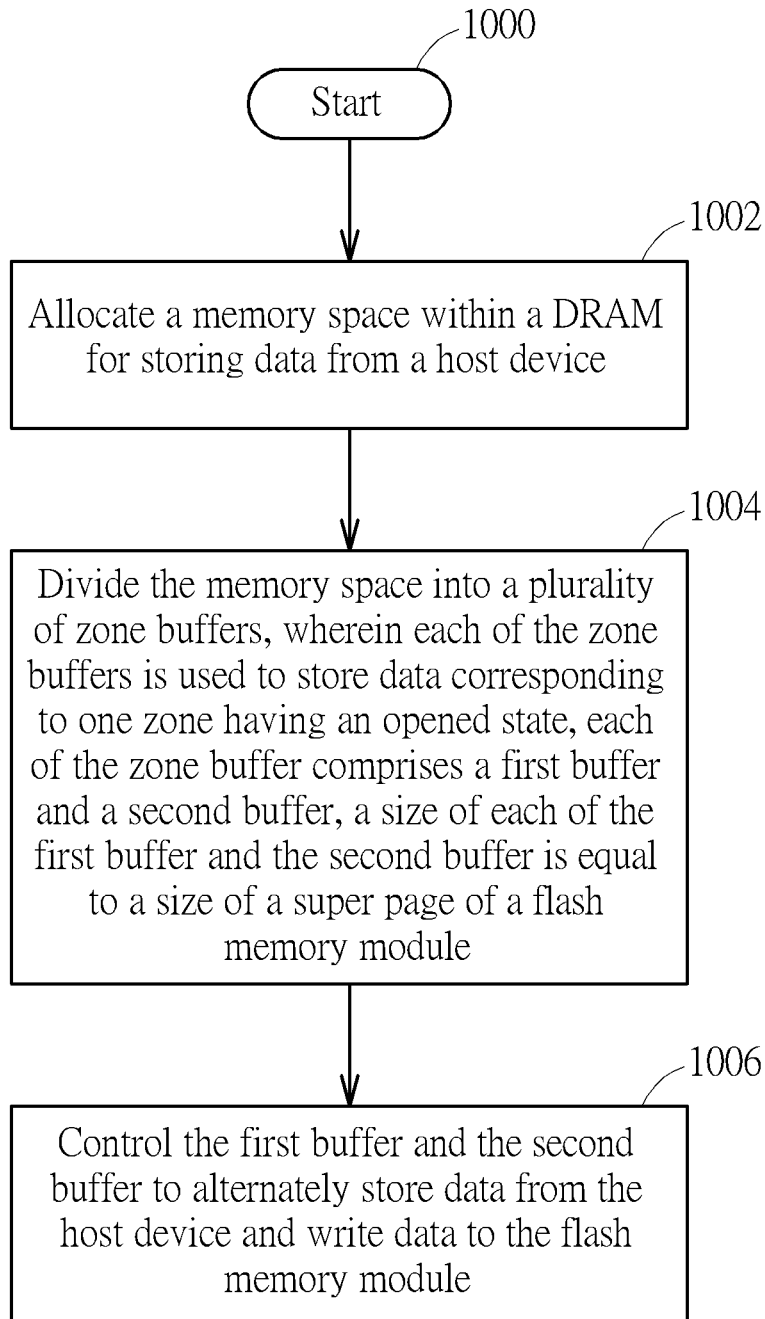 1000
Start
1002
Allocate a memory space within a DRAM
for storing data from a host device
1004
Divide the memory space into a plurality
of zone buffers, wherein each of the zone
buffers is used to store data corresponding
to one zone having an opened state, each
of the zone buffer comprises a first buffer
and a second buffer, a size of each of the
first buffer and the second buffer is equal
to a size of a super page of a flash
memory module
1006
Control the first buffer and the second
buffer to alternately store data from the
host device and write data to the flash
memory module